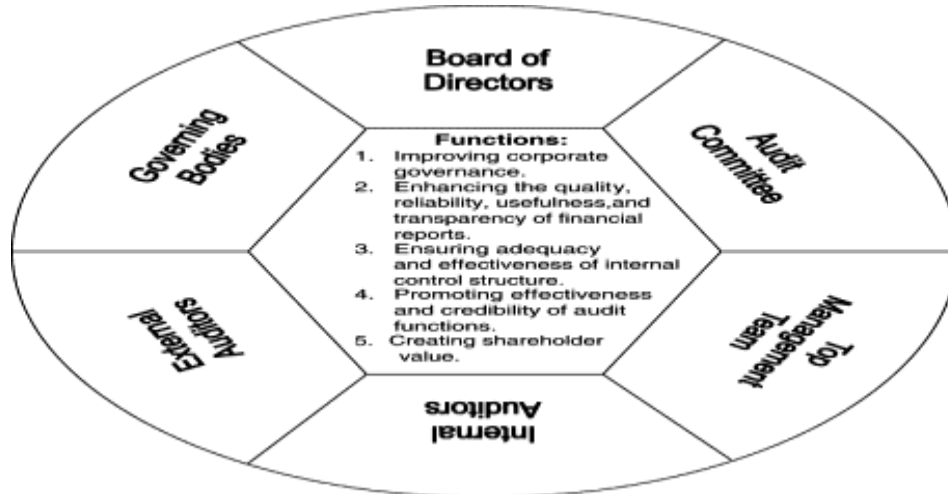 Board of
Directors
Audit
Committee
Top
Management
Team
Internal
Auditors
External
Auditors
Governing
Bodies
Functions:
1. Improving corporate
governance.
2. Enhancing the quality,
reliability, usefulness,and
transparency of financial
reports.
3. Ensuring adequacy
and effectiveness of internal
control structure.
4. Promoting effectiveness
and credibility of audit
functions.
5. Creating shareholder
value.